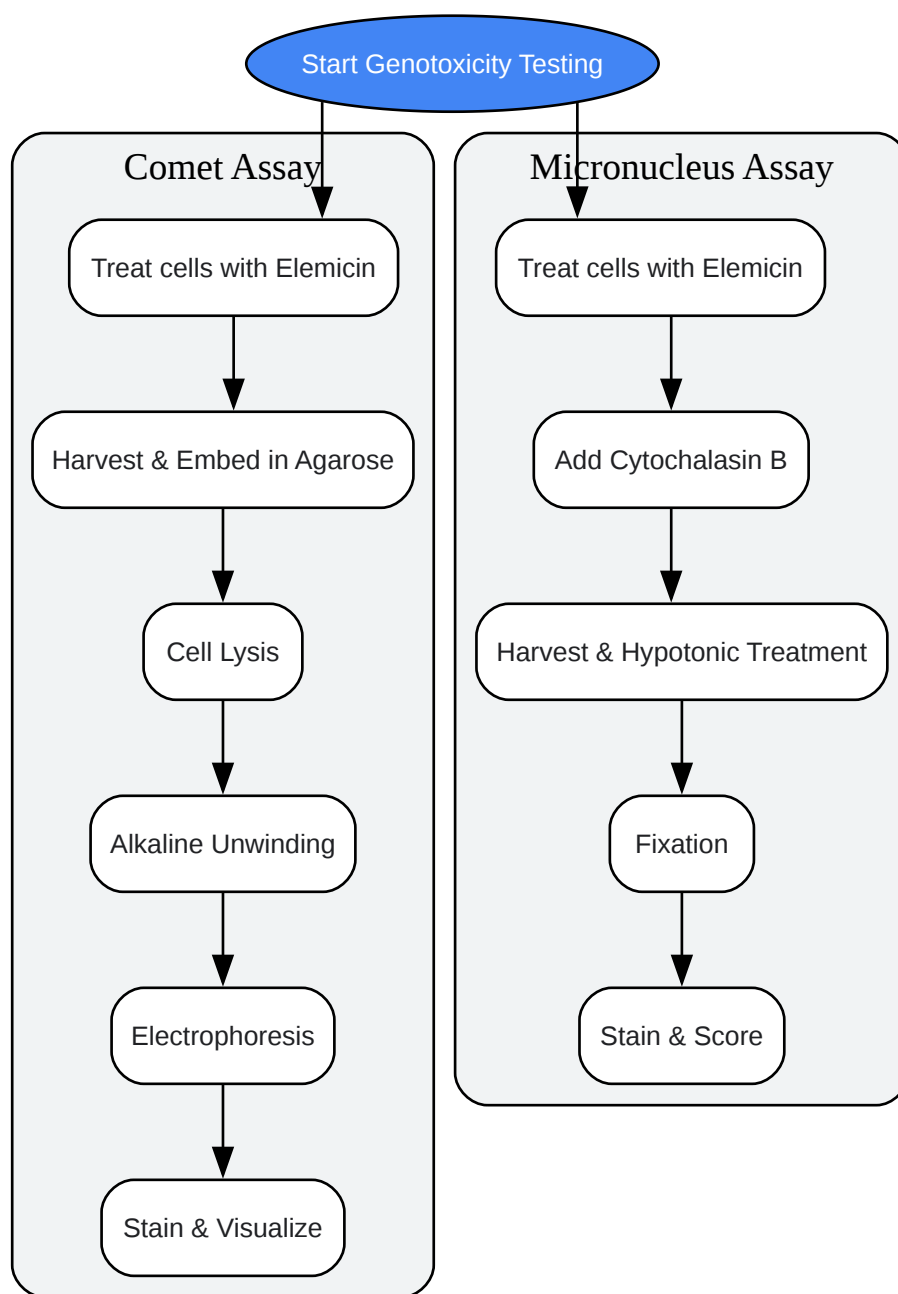 Start Genotoxicity Testing
Comet Assay
Treat cells with Elemicin
Harvest & Embed in Agarose
Cell Lysis
Alkaline Unwinding
Electrophoresis
Stain & Visualize
Micronucleus Assay
Treat cells with Elemicin
Add Cytochalasin B
Harvest & Hypotonic Treatment
Fixation
Stain & Score